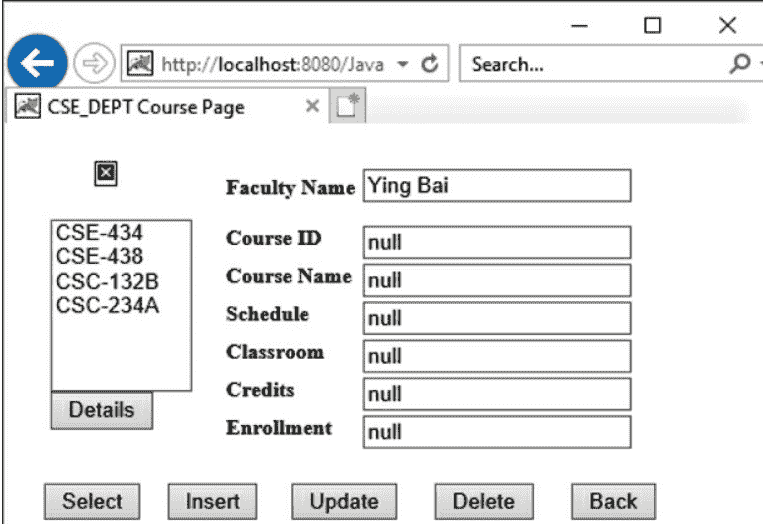 http://localhost:8080/Java
Search...
CSE_DEPT Course Page
Faculty Name Ying Bai
CSE-434
CSE-438
CSC-132B
CSC-234A
Details
Course ID null
Course Name null
Schedule null
Classroom null
Credits null
Enrollment null
Select Insert Update Delete Back